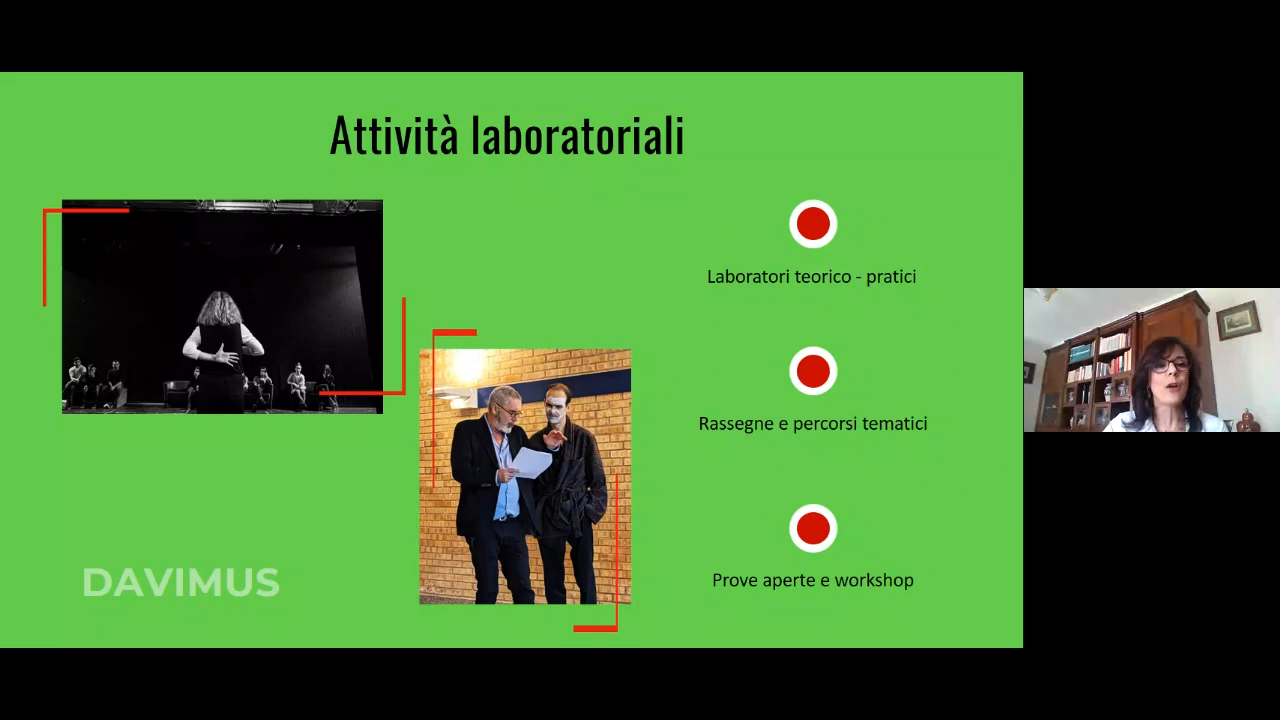 Attività laboratoriali
Laboratori teorico - pratici
Rassegne e percorsi tematici
Prove aperte e workshop
DAVIMUS